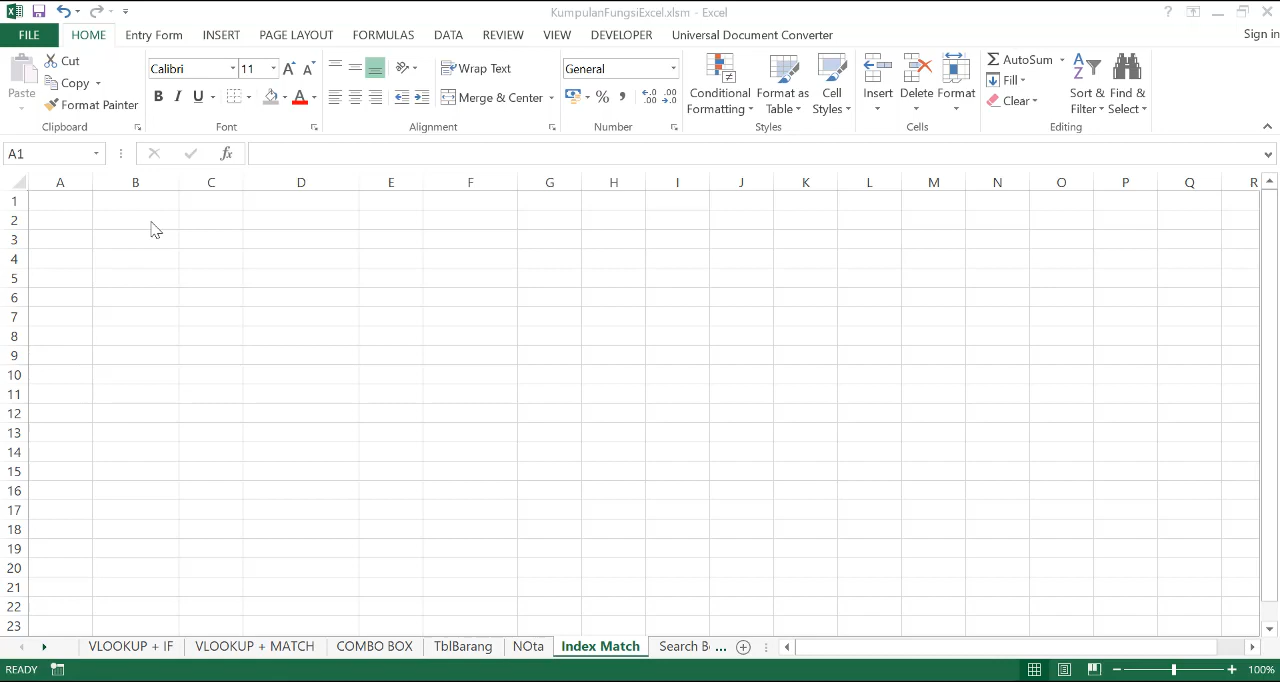 KumpulanFungsiExcel.xlsm - Excel
FILE HOME Entry Form INSERT PAGE LAYOUT FORMULAS DATA REVIEW VIEW DEVELOPER Universal Document Converter Sign in
Paste
Cut
Copy
Format Painter
Clipboard
Calibri 11
B I U
Font
Wrap Text
Merge & Center
Alignment
General
%
Number
Conditional Formatting
Format as Table
Cell Styles
Styles
Insert Delete Format
Cells
AutoSum
Fill
Clear
Sort & Filter
Find & Select
Editing
A1 fx
A B C D E F G H I J K L M N O P Q R
1
2
3
4
5
6
7
8
9
10
11
12
13
14
15
16
17
18
19
20
21
22
23
VLOOKUP + IF VLOOKUP + MATCH COMBO BOX TblBarang NOta Index Match Search B ...
READY 100%